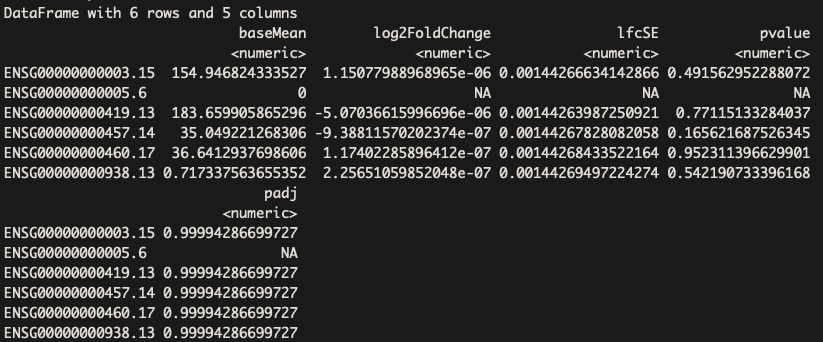 DataFrame with 6 rows and 5 columns
baseMean log2FoldChange lfcSE pvalue
<numeric> <numeric> <numeric> <numeric>
ENSG00000000003.15 154.946824333527 1.15077988968965e-06 0.00144266634142866 0.491562952288072
ENSG00000000005.6 0 NA NA NA
ENSG00000000419.13 183.659905865296 -5.07036615996696e-06 0.00144263987250921 0.77115133284037
ENSG00000000457.14 35.049221268306 -9.38811570202374e-07 0.00144267828082058 0.165621687526345
ENSG00000000460.17 36.6412937698606 1.17402285896412e-07 0.00144268433522164 0.952311396629901
ENSG00000000938.13 0.717337563655352 2.25651059852048e-07 0.00144269497224274 0.542190733396168
padj
<numeric>
ENSG00000000003.15 0.99994286699727
ENSG00000000005.6 NA
ENSG00000000419.13 0.99994286699727
ENSG00000000457.14 0.99994286699727
ENSG00000000460.17 0.99994286699727
ENSG00000000938.13 0.99994286699727